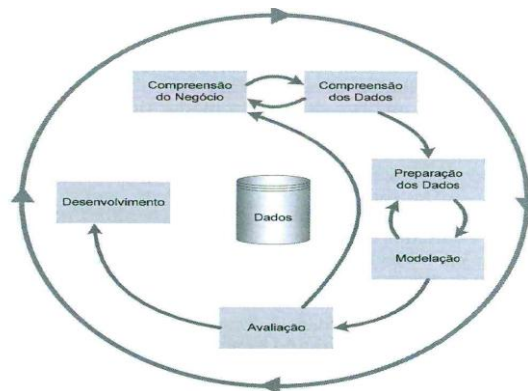 Compreensão
do Negócio
Compreensão
dos Dados
Preparação
dos Dados
Modelação
Avaliação
Desenvolvimento
Dados